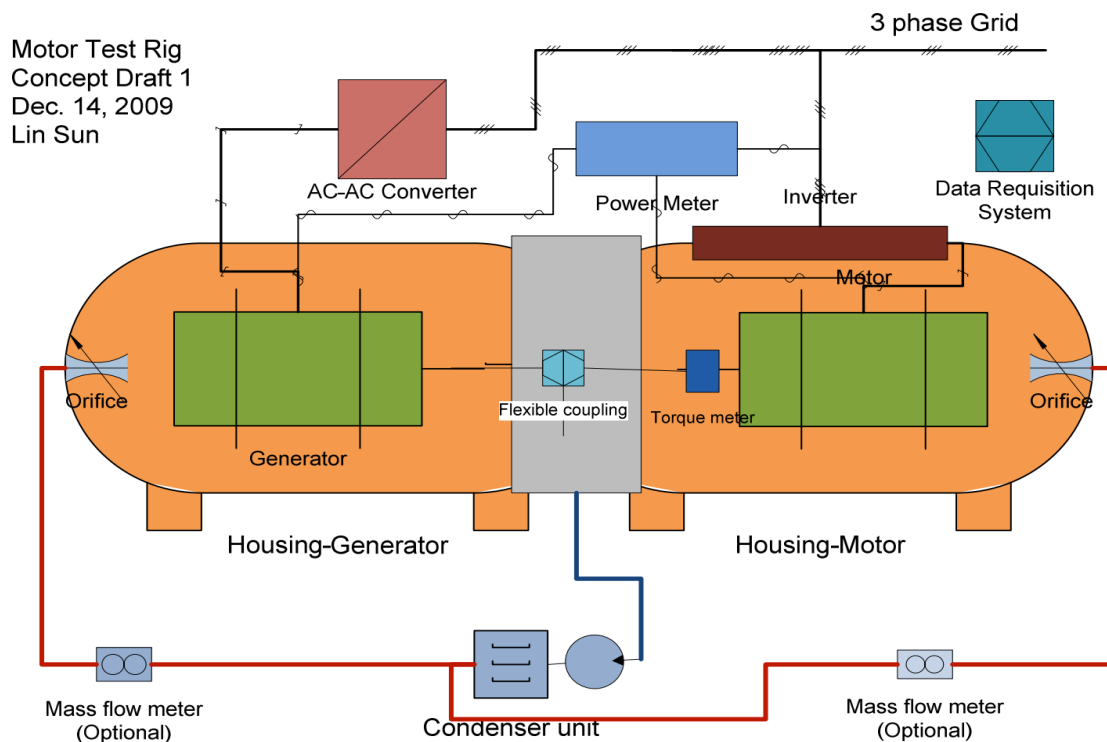 Motor Test Rig
Concept Draft 1
Dec. 14, 2009
Lin Sun
3 phase Grid
AC-AC Converter
Power Meter
Inverter
Data Requisition
System
Motor
Orifice
Flexible coupling
Torque meter
Orifice
Generator
Housing-Generator
Housing-Motor
Mass flow meter
(Optional)
Condenser unit
Mass flow meter
(Optional)